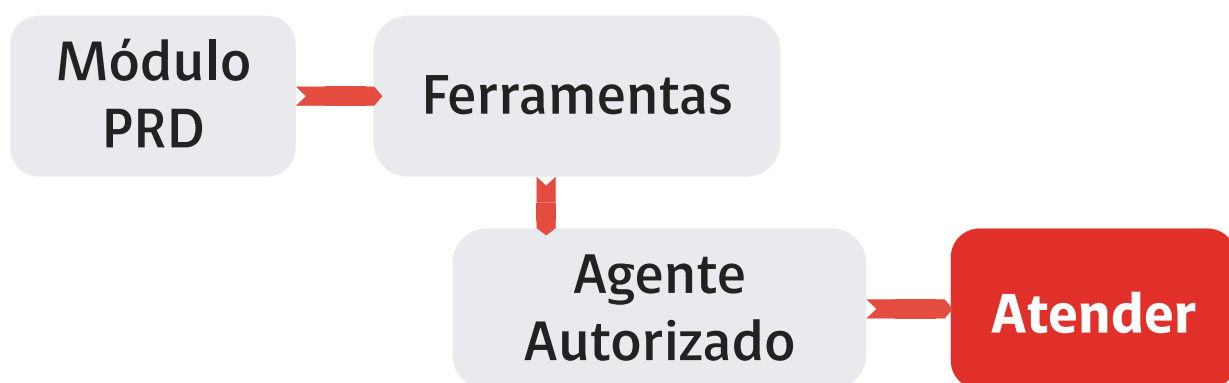 Módulo
PRD
Ferramentas
Agente
Autorizado
Atender